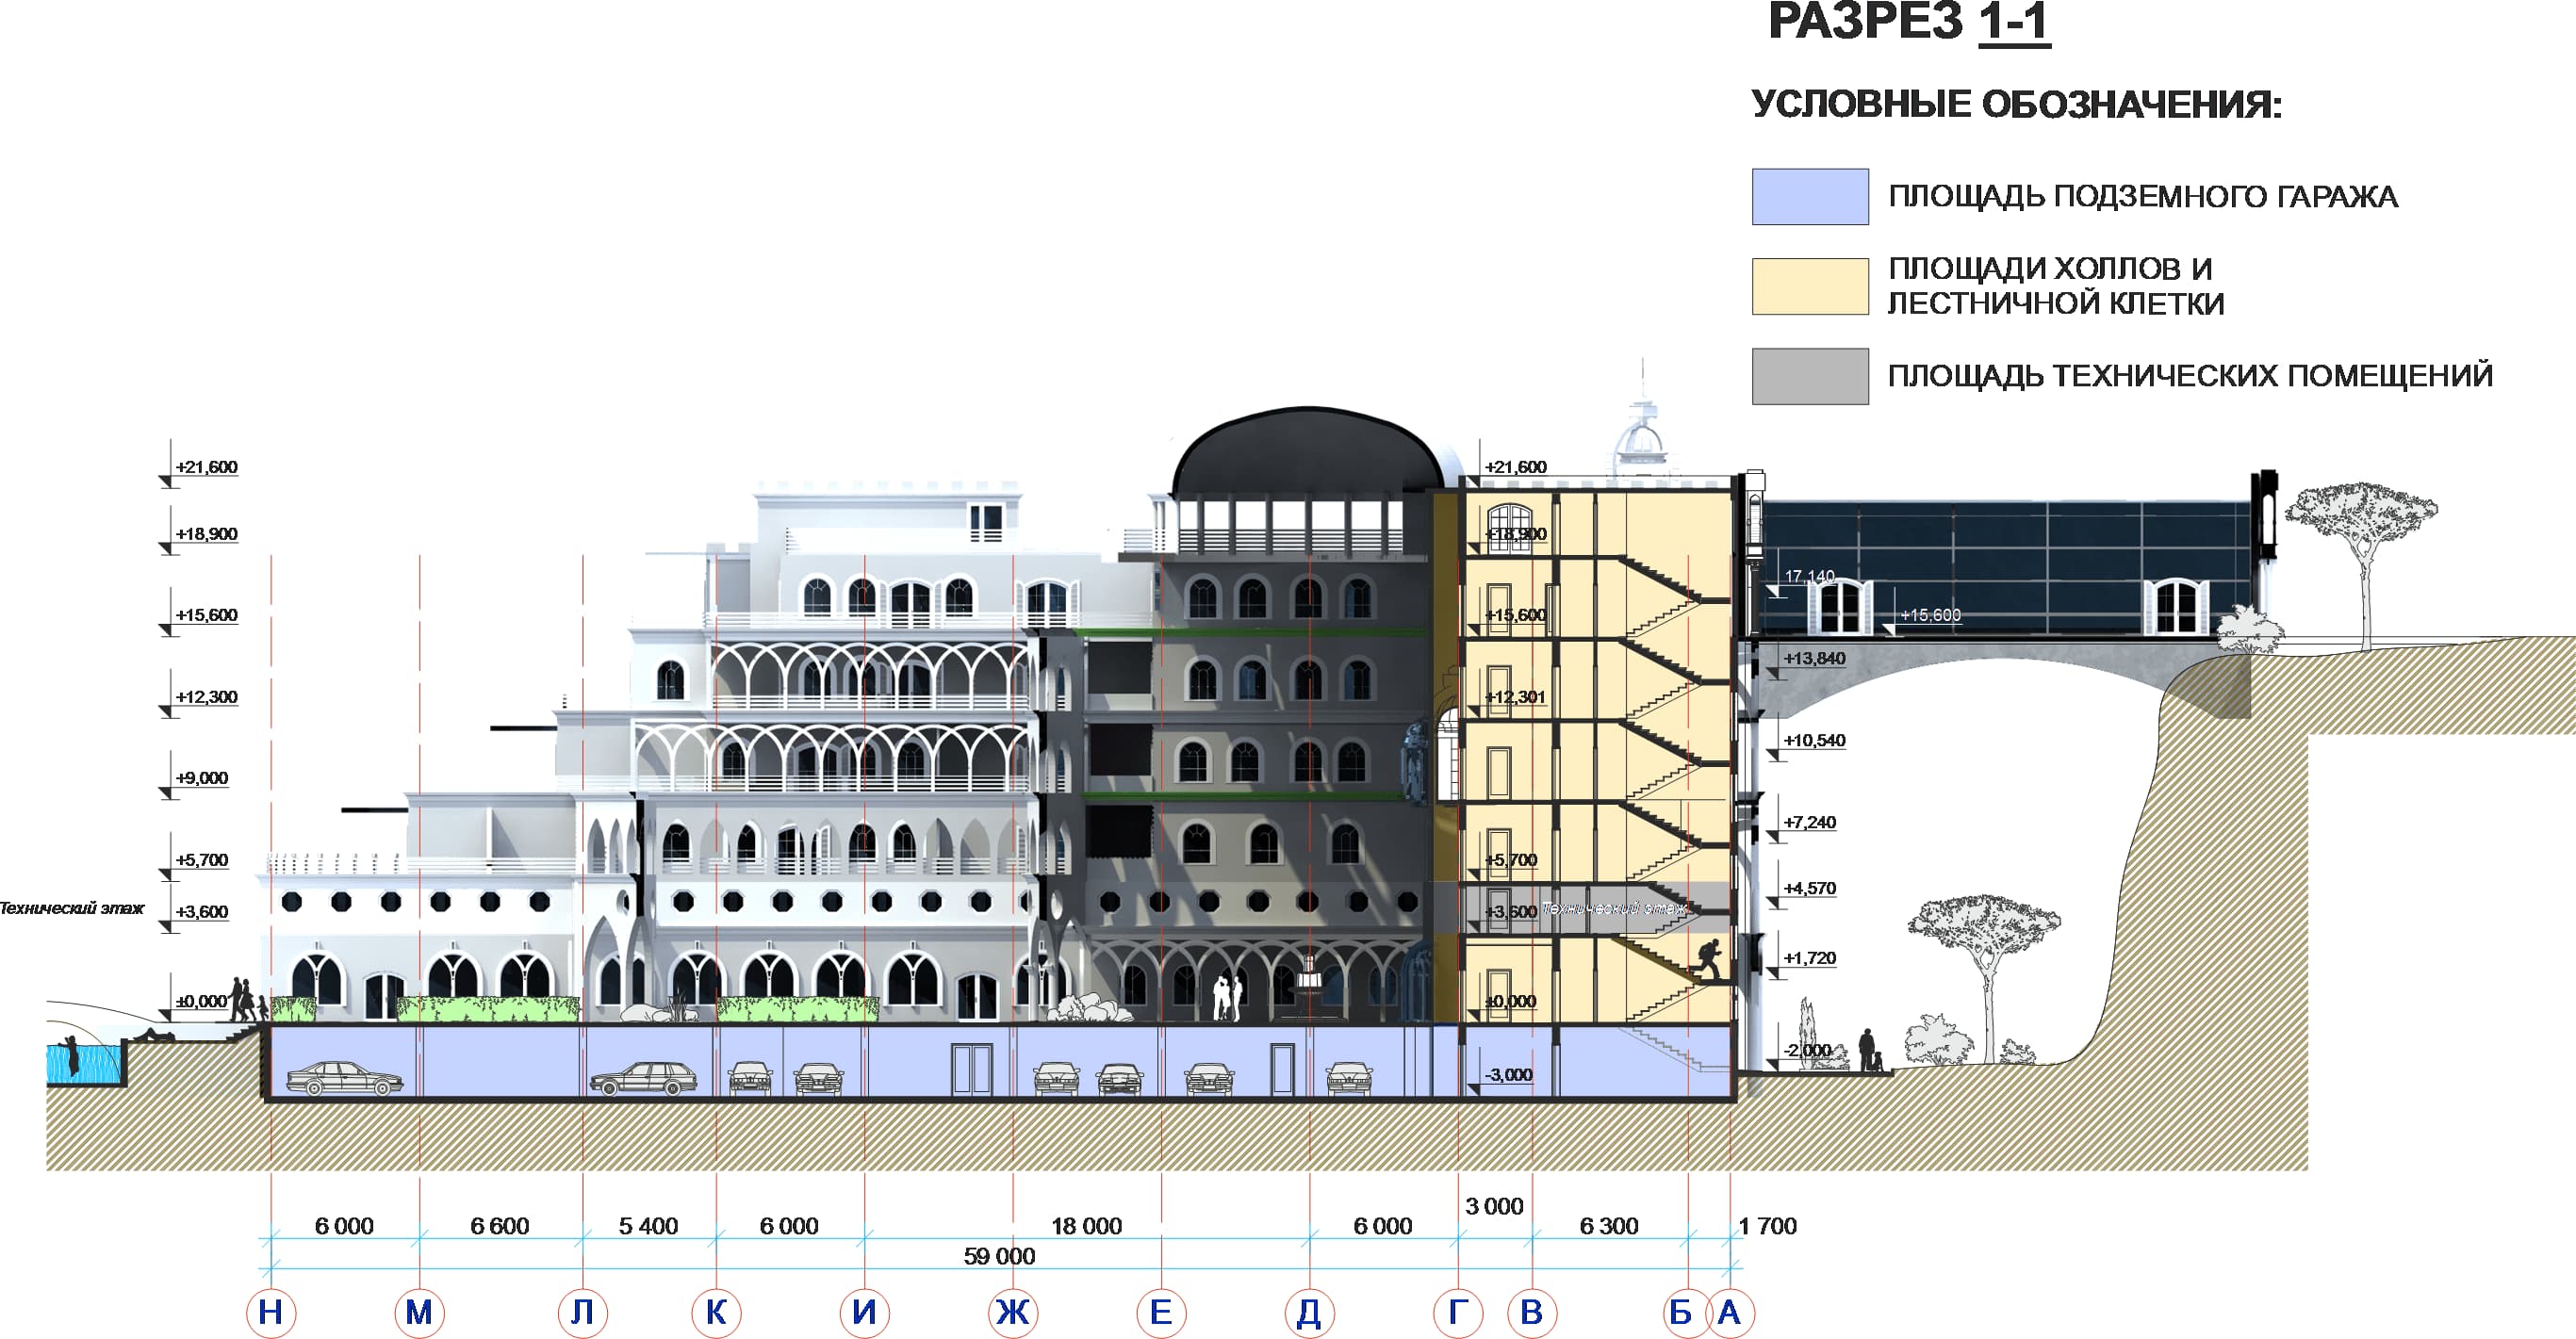 РАЗРЕЗ 1-1
УСЛОВНЫЕ ОБОЗНАЧЕНИЯ:
ПЛОЩАДЬ ПОДЗЕМНОГО ГАРАЖА
ПЛОЩАДИ ХОЛЛОВ И
ЛЕСТНИЧНОЙ КЛЕТКИ
ПЛОЩАДЬ ТЕХНИЧЕСКИХ ПОМЕЩЕНИЙ
+21,600
+18,900
+15,600
+12,300
+9,000
+5,700
Технический этаж
+3,600
±0,000
+21,600
+18,900
+15,600
+12,301
+5,700
+3,600
Технический этаж
±0,000
-3,000
17,140
+15,600
+13,840
+10,540
+7,240
+4,570
+1,720
-2,000
6 000
6 600
5 400
6 000
18 000
6 000
3 000
6 300
1 700
59 000
Н
М
Л
К
И
Ж
Е
Д
Г
В
Б
А